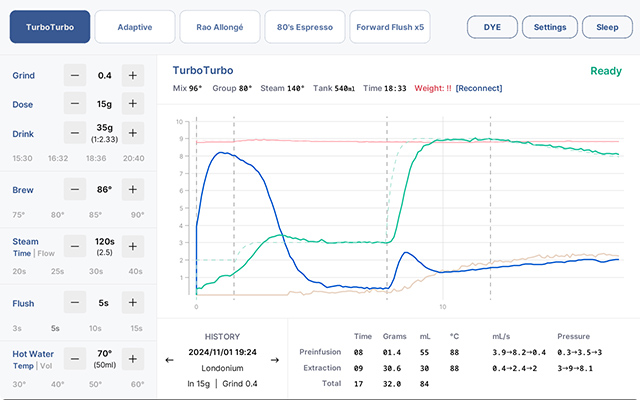 TurboTurbo
Adaptive
Rao Allongé
80's Espresso
Forward Flush x5
DYE
Settings
Sleep
Grind — 0.4 +
Dose — 15g +
Drink — 35g +
(1:2.33)
15:30 16:32 18:36 20:40
Brew — 86° +
75° 80° 85° 90°
Steam — 120s +
Time | Flow (2.5)
20s 25s 30s 40s
Flush — 5s +
3s 5s 10s 15s
Hot Water — 70° +
Temp | Vol (50ml)
30° 40° 50° 60°
TurboTurbo
Ready
Mix 96° Group 80° Steam 140° Tank 540ml Time 18:33 Weight: !! [Reconnect]
10
9
8
7
6
5
4
3
2
1
0 10
HISTORY
← 2024/11/01 19:24 →
Londonium
In 15g | Grind 0.4
Time Grams mL °C mL/s Pressure
Preinfusion 08 01.4 55 88 3.9→8.2→0.4 0.3→3.5→3
Extraction 09 30.6 30 88 0.4→2.4→2 3→9→8.1
Total 17 32.0 84